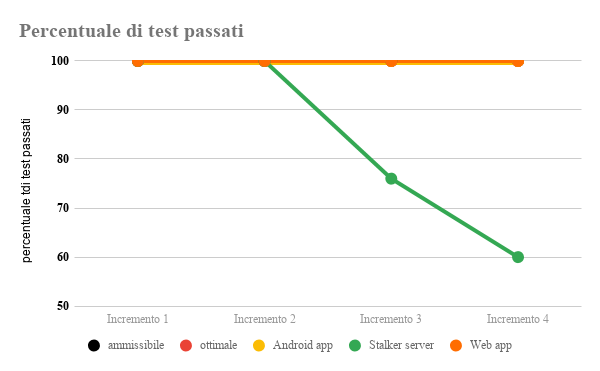 Percentuale di test passati
percentuale tdi test passati
100
90
80
70
60
50
Incremento 1
Incremento 2
Incremento 3
Incremento 4
ammissibile
ottimale
Android app
Stalker server
Web app